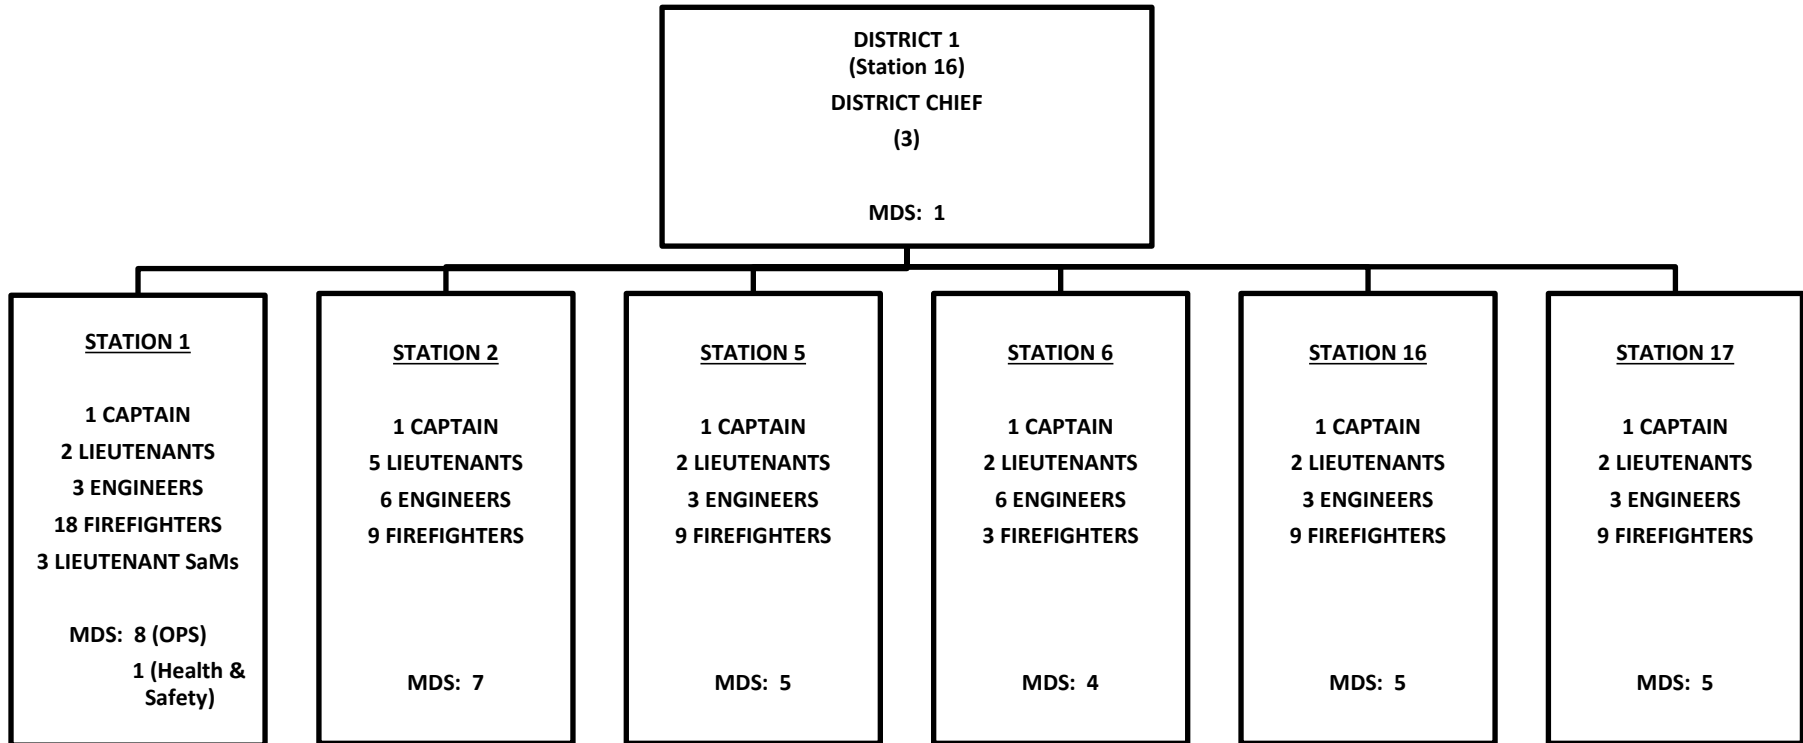 DISTRICT 1
(Station 16)
DISTRICT CHIEF
(3)
MDS: 1
STATION 1
1 CAPTAIN
2 LIEUTENANTS
3 ENGINEERS
18 FIREFIGHTERS
3 LIEUTENANT SaMs
MDS: 8 (OPS)
1 (Health &
Safety)
STATION 2
1 CAPTAIN
5 LIEUTENANTS
6 ENGINEERS
9 FIREFIGHTERS
MDS: 7
STATION 5
1 CAPTAIN
2 LIEUTENANTS
3 ENGINEERS
9 FIREFIGHTERS
MDS: 5
STATION 6
1 CAPTAIN
2 LIEUTENANTS
6 ENGINEERS
3 FIREFIGHTERS
MDS: 4
STATION 16
1 CAPTAIN
2 LIEUTENANTS
3 ENGINEERS
9 FIREFIGHTERS
MDS: 5
STATION 17
1 CAPTAIN
2 LIEUTENANTS
3 ENGINEERS
9 FIREFIGHTERS
MDS: 5